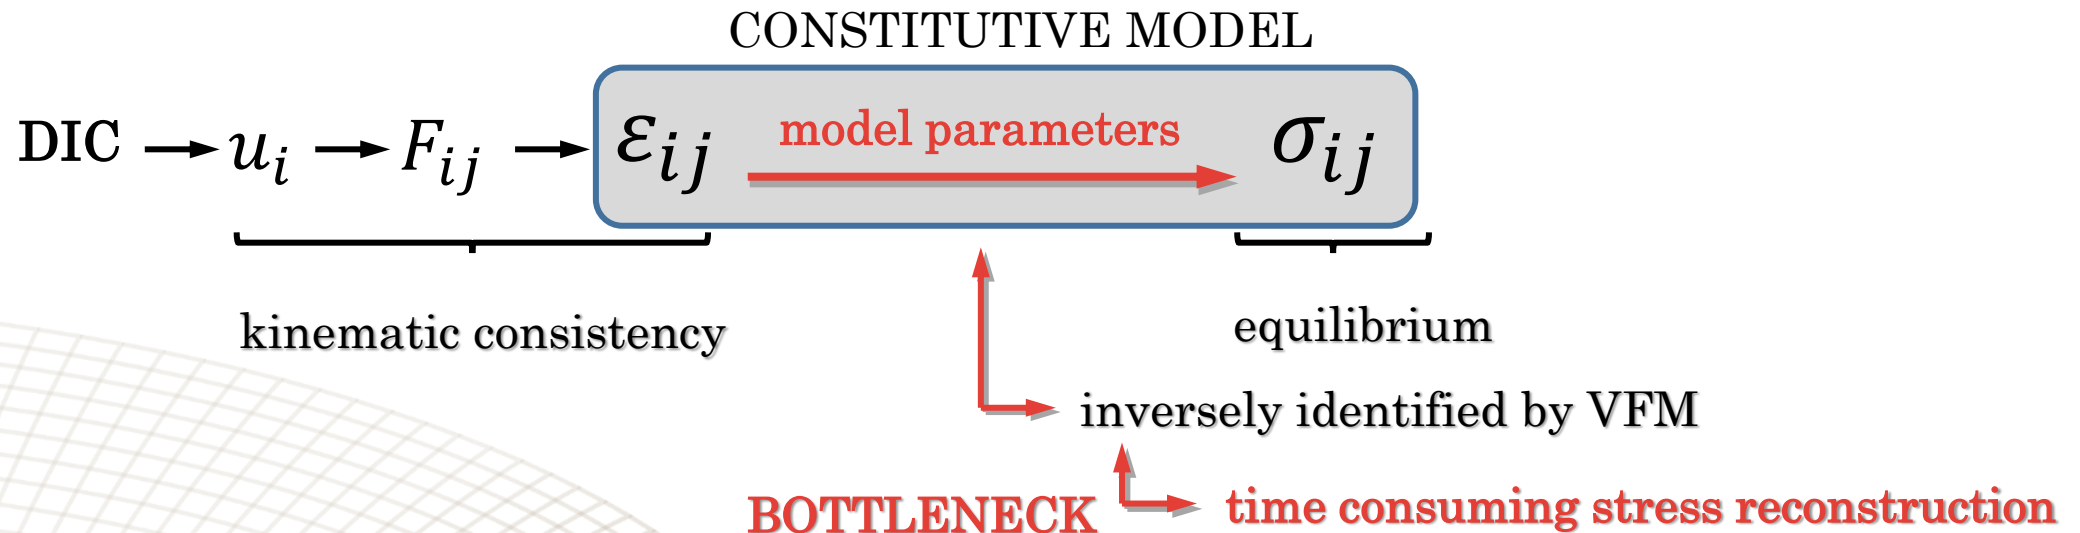 CONSTITUTIVE MODEL
DIC → u_i → F_ij → ε_ij model parameters σ_ij
kinematic consistency
equilibrium
inversely identified by VFM
BOTTLENECK time consuming stress reconstruction